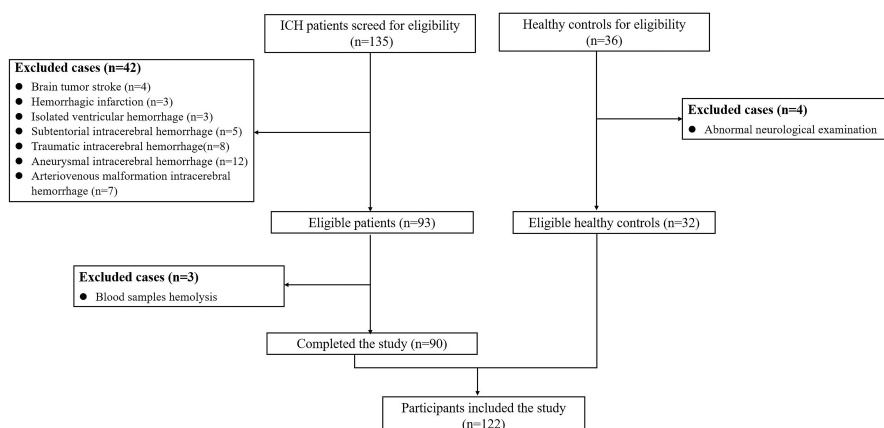 ICH patients screed for eligibility
(n=135)
Healthy controls for eligibility
(n=36)
Excluded cases (n=42)
● Brain tumor stroke (n=4)
● Hemorrhagic infarction (n=3)
● Isolated ventricular hemorrhage (n=3)
● Subtentorial intracerebral hemorrhage (n=5)
● Traumatic intracerebral hemorrhage(n=8)
● Aneurysmal intracerebral hemorrhage (n=12)
● Arteriovenous malformation intracerebral
hemorrhage (n=7)
Excluded cases (n=4)
● Abnormal neurological examination
Eligible patients (n=93)
Eligible healthy controls (n=32)
Excluded cases (n=3)
● Blood samples hemolysis
Completed the study (n=90)
Participants included the study
(n=122)